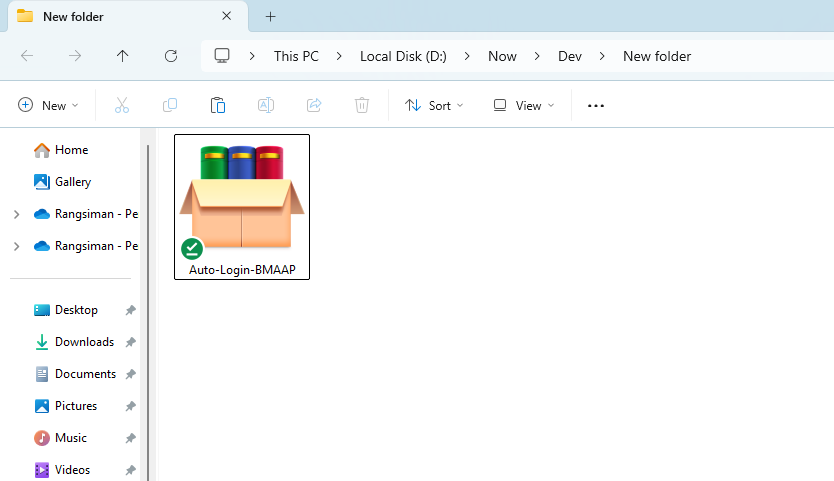 New folder
This PC > Local Disk (D:) > Now > Dev > New folder
New Sort View
Home
Gallery
Rangsiman - Pe
Rangsiman - Pe
Desktop
Downloads
Documents
Pictures
Music
Videos
Auto-Login-BMAAP